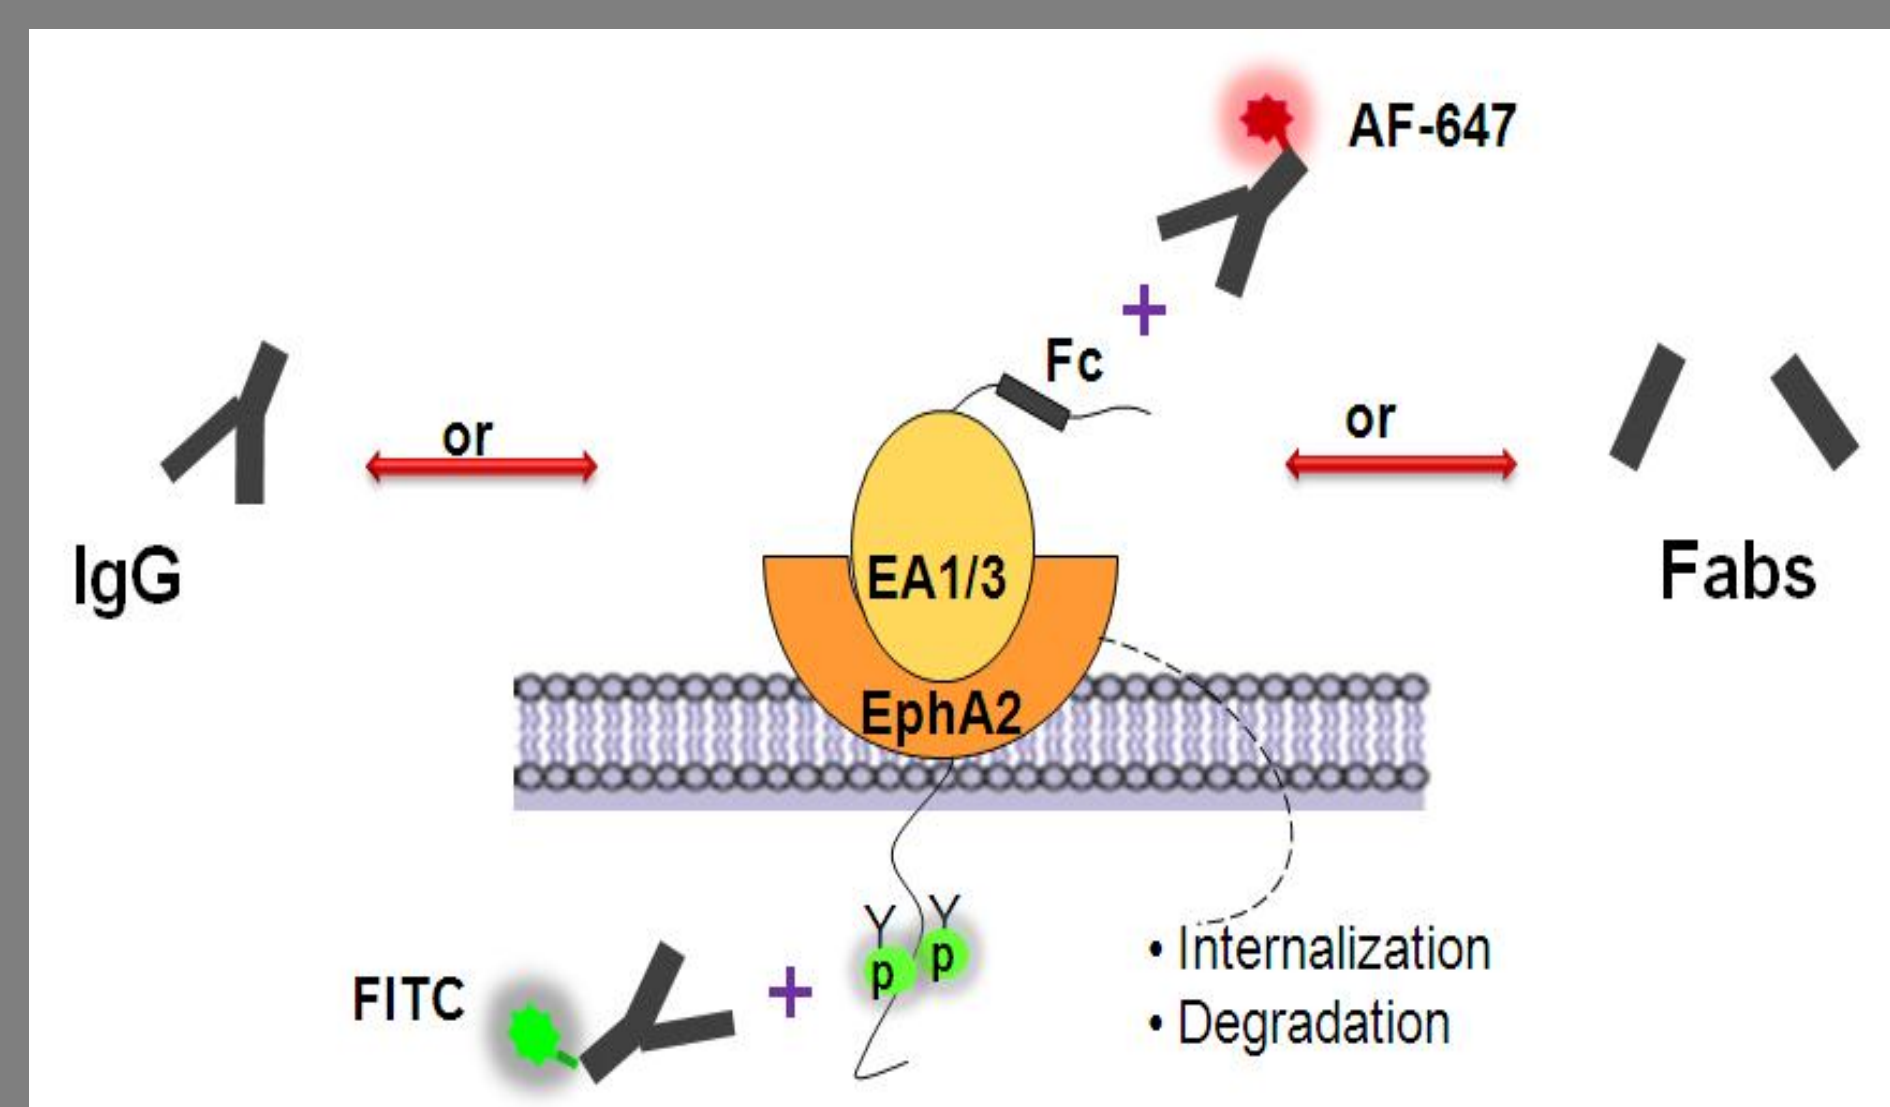 AF-647
+
Fc
or
or
IgG
Fabs
EA1/3
EphA2
Y Y
p p
FITC
+
• Internalization
• Degradation